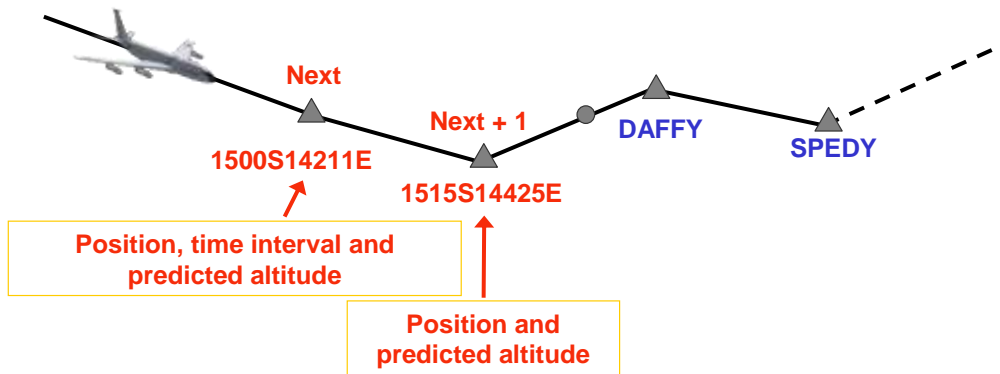 Next
Next + 1
DAFFY
SPEDY
1500S14211E
1515S14425E
Position, time interval and
predicted altitude
Position and
predicted altitude